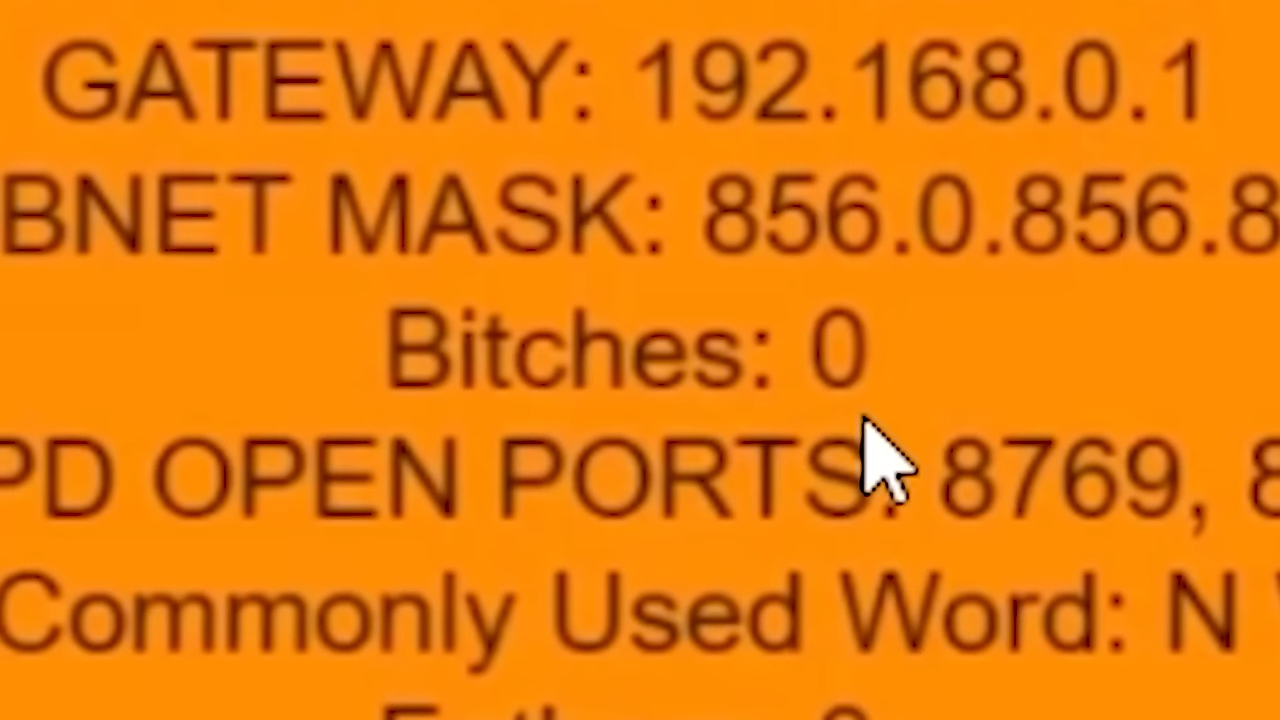 GATEWAY: 192.168.0.1
BNET MASK: 856.0.856.8
Bitches: 0
PD OPEN PORTS: 8769, 8
Commonly Used Word: N